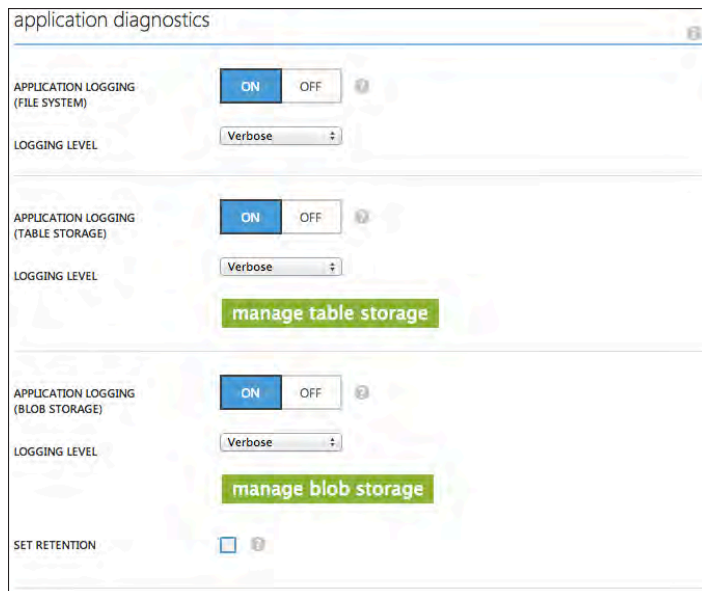 application diagnostics
APPLICATION LOGGING
(FILE SYSTEM)
ON OFF
LOGGING LEVEL
Verbose
APPLICATION LOGGING
(TABLE STORAGE)
ON OFF
LOGGING LEVEL
Verbose
manage table storage
APPLICATION LOGGING
(BLOB STORAGE)
ON OFF
LOGGING LEVEL
Verbose
manage blob storage
SET RETENTION